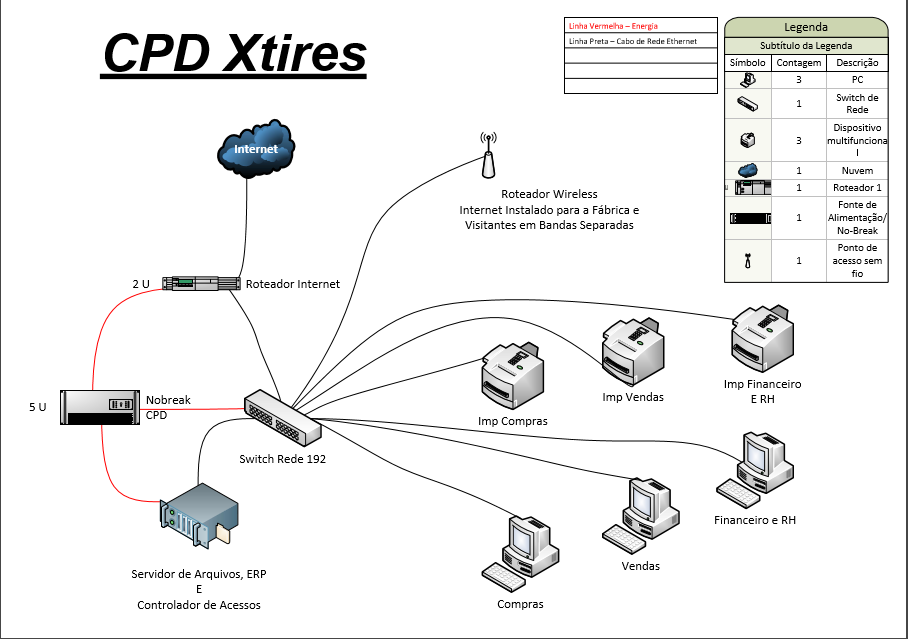 CPD Xtires
Linha Vermelha – Energia
Linha Preta – Cabo de Rede Ethernet
Legenda
Subtítulo da Legenda
Símbolo Contagem Descrição
3 PC
1 Switch de
Rede
3 Dispositivo
multifunciona
l
1 Nuvem
1 Roteador 1
1 Fonte de
Alimentação/
No-Break
1 Ponto de
acesso sem
fio
Internet
Roteador Wireless
Internet Instalado para a Fábrica e
Visitantes em Bandas Separadas
2 U
Roteador Internet
5 U
Nobreak
CPD
Switch Rede 192
Imp Compras
Imp Vendas
Imp Financeiro
E RH
Financeiro e RH
Vendas
Compras
Servidor de Arquivos, ERP
E
Controlador de Acessos